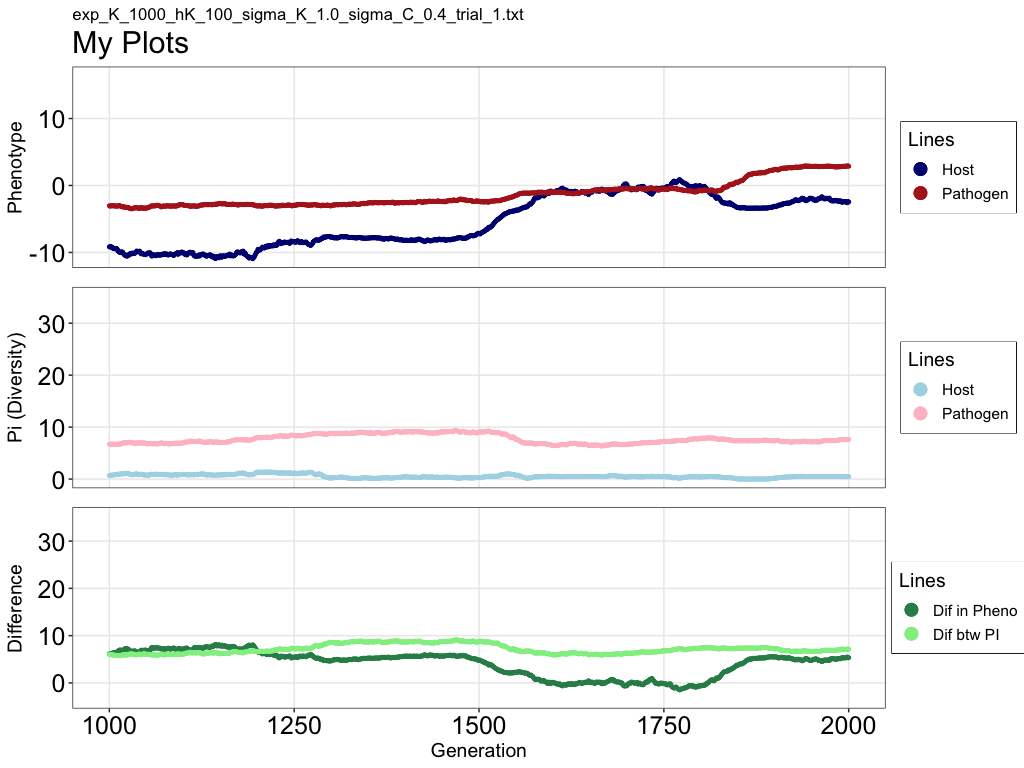 exp_K_1000_hK_100_sigma_K_1.0_sigma_C_0.4_trial_1.txt
My Plots
Phenotype
10
0
-10
Lines
Host
Pathogen
Pi (Diversity)
30
20
10
0
Lines
Host
Pathogen
Difference
30
20
10
0
Lines
Dif in Pheno
Dif btw PI
1000 1250 1500 1750 2000
Generation